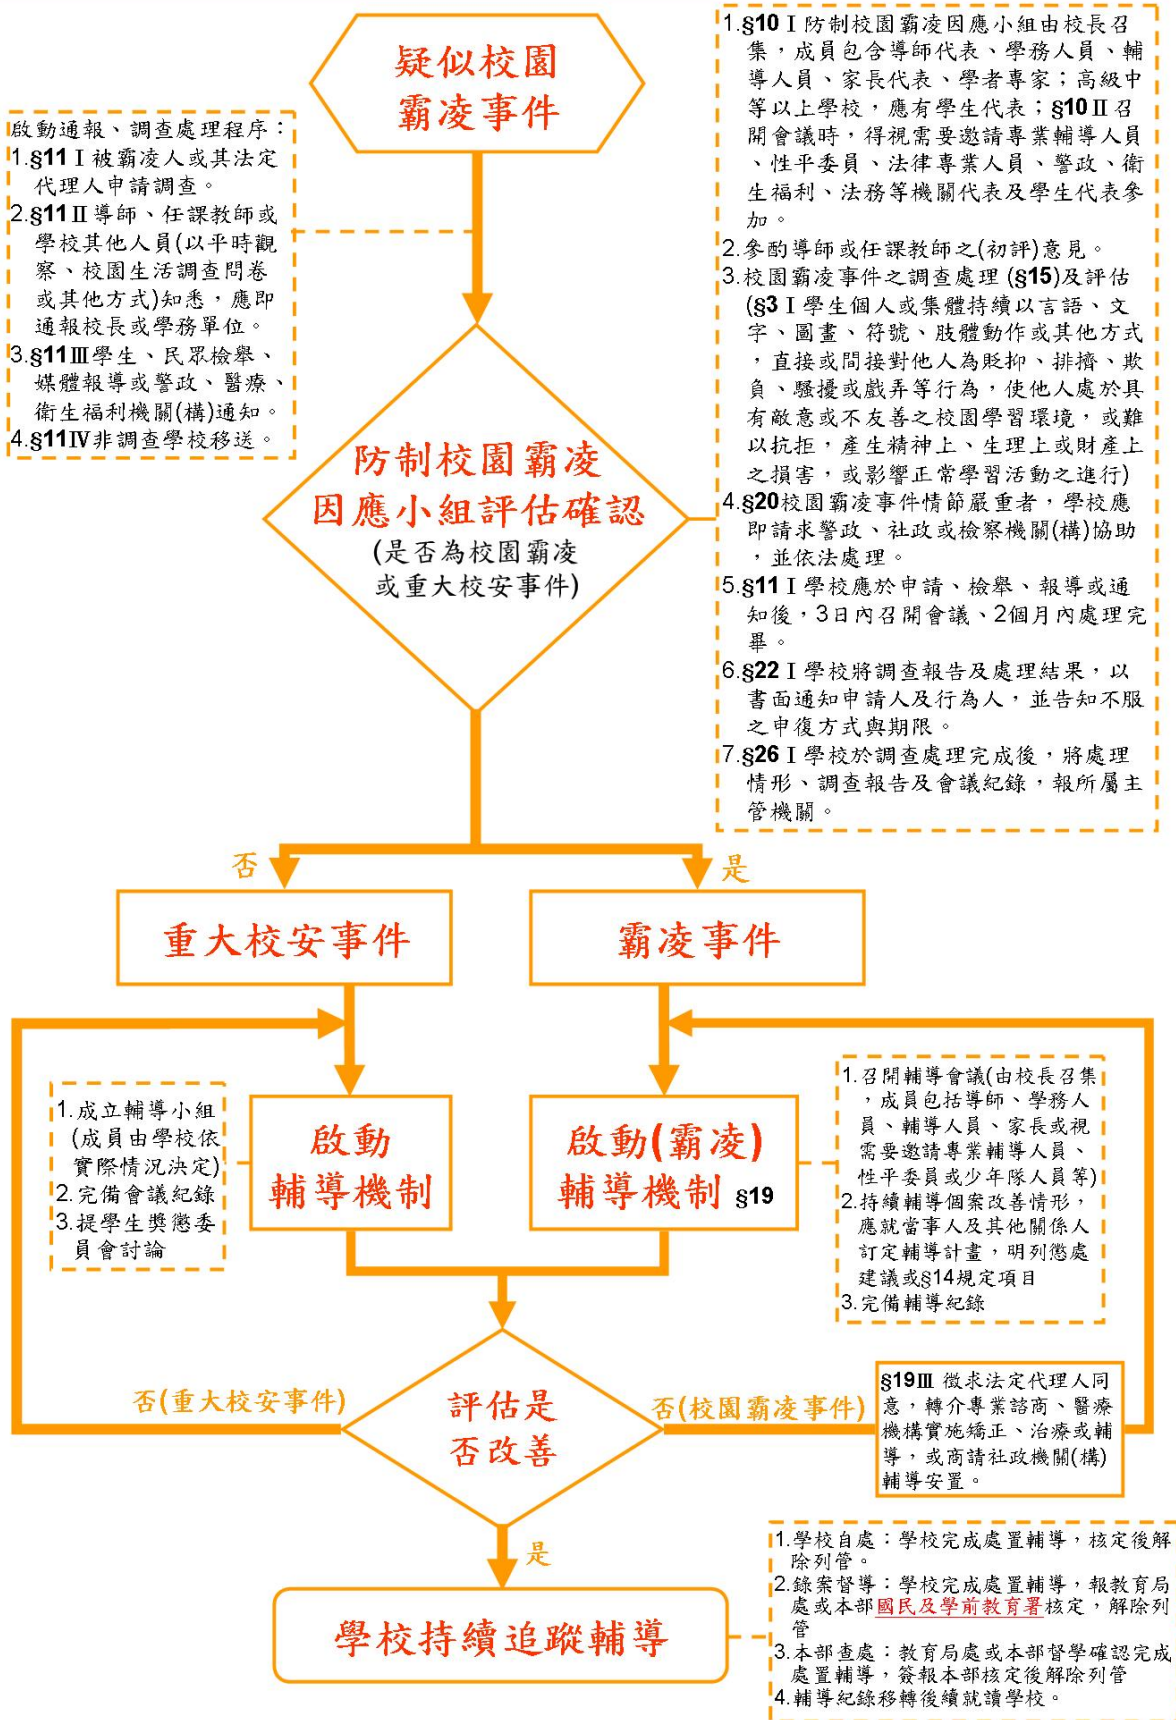 疑似校園
霸凌事件
啟動通報、調查處理程序：
1.§11Ⅰ被霸凌人或其法定
代理人申請調查。
2.§11Ⅱ導師、任課教師或
學校其他人員(以平時觀
察、校園生活調查問卷
或其他方式)知悉，應即
通報校長或學務單位。
3.§11Ⅲ學生、民眾檢舉、
媒體報導或警政、醫療、
衛生福利機關(構)通知。
4.§11Ⅳ非調查學校移送。
1.§10Ⅰ防制校園霸凌因應小組由校長召
集，成員包含導師代表、學務人員、輔
導人員、家長代表、學者專家；高級中
等以上學校，應有學生代表；§10Ⅱ召
開會議時，得視需要邀請專業輔導人員
、性平委員、法律專業人員、警政、衛
生福利、法務等機關代表及學生代表參
加。
2.參酌導師或任課教師之(初評)意見。
3.校園霸凌事件之調查處理 (§15)及評估
(§3Ⅰ學生個人或集體持續以言語、文
字、圖畫、符號、肢體動作或其他方式
，直接或間接對他人為貶抑、排擠、欺
負、騷擾或戲弄等行為，使他人處於具
有敵意或不友善之校園學習環境，或難
以抗拒，產生精神上、生理上或財產上
之損害，或影響正常學習活動之進行)
4.§20校園霸凌事件情節嚴重者，學校應
即請求警政、社政或檢察機關(構)協助
，並依法處理。
5.§11Ⅰ學校應於申請、檢舉、報導或通
知後，3日內召開會議、2個月內處理完
畢。
6.§22Ⅰ學校將調查報告及處理結果，以
書面通知申請人及行為人，並告知不服
之申復方式與期限。
7.§26Ⅰ學校於調查處理完成後，將處理
情形、調查報告及會議紀錄，報所屬主
管機關。
防制校園霸凌
因應小組評估確認
(是否為校園霸凌
或重大校安事件)
否
是
重大校安事件
霸凌事件
1.成立輔導小組
(成員由學校依
實際情況決定)
2.完備會議紀錄
3.提學生獎懲委
員會討論
啟動
輔導機制
啟動(霸凌)
輔導機制 §19
1.召開輔導會議(由校長召集
，成員包括導師、學務人
員、輔導人員、家長或視
需要邀請專業輔導人員、
性平委員或少年隊人員等)
2.持續輔導個案改善情形，
應就當事人及其他關係人
訂定輔導計畫，明列懲處
建議或§14規定項目
3.完備輔導紀錄
否(重大校安事件)
評估是
否改善
否(校園霸凌事件)
§19Ⅲ 徵求法定代理人同
意，轉介專業諮商、醫療
機構實施矯正、治療或輔
導，或商請社政機關(構)
輔導安置。
是
學校持續追蹤輔導
1.學校自處：學校完成處置輔導，核定後解
除列管。
2.錄案督導：學校完成處置輔導，報教育局
處或本部國民及學前教育署核定，解除列
管
3.本部查處：教育局處或本部督學確認完成
處置輔導，簽報本部核定後解除列管
4.輔導紀錄移轉後續就讀學校。